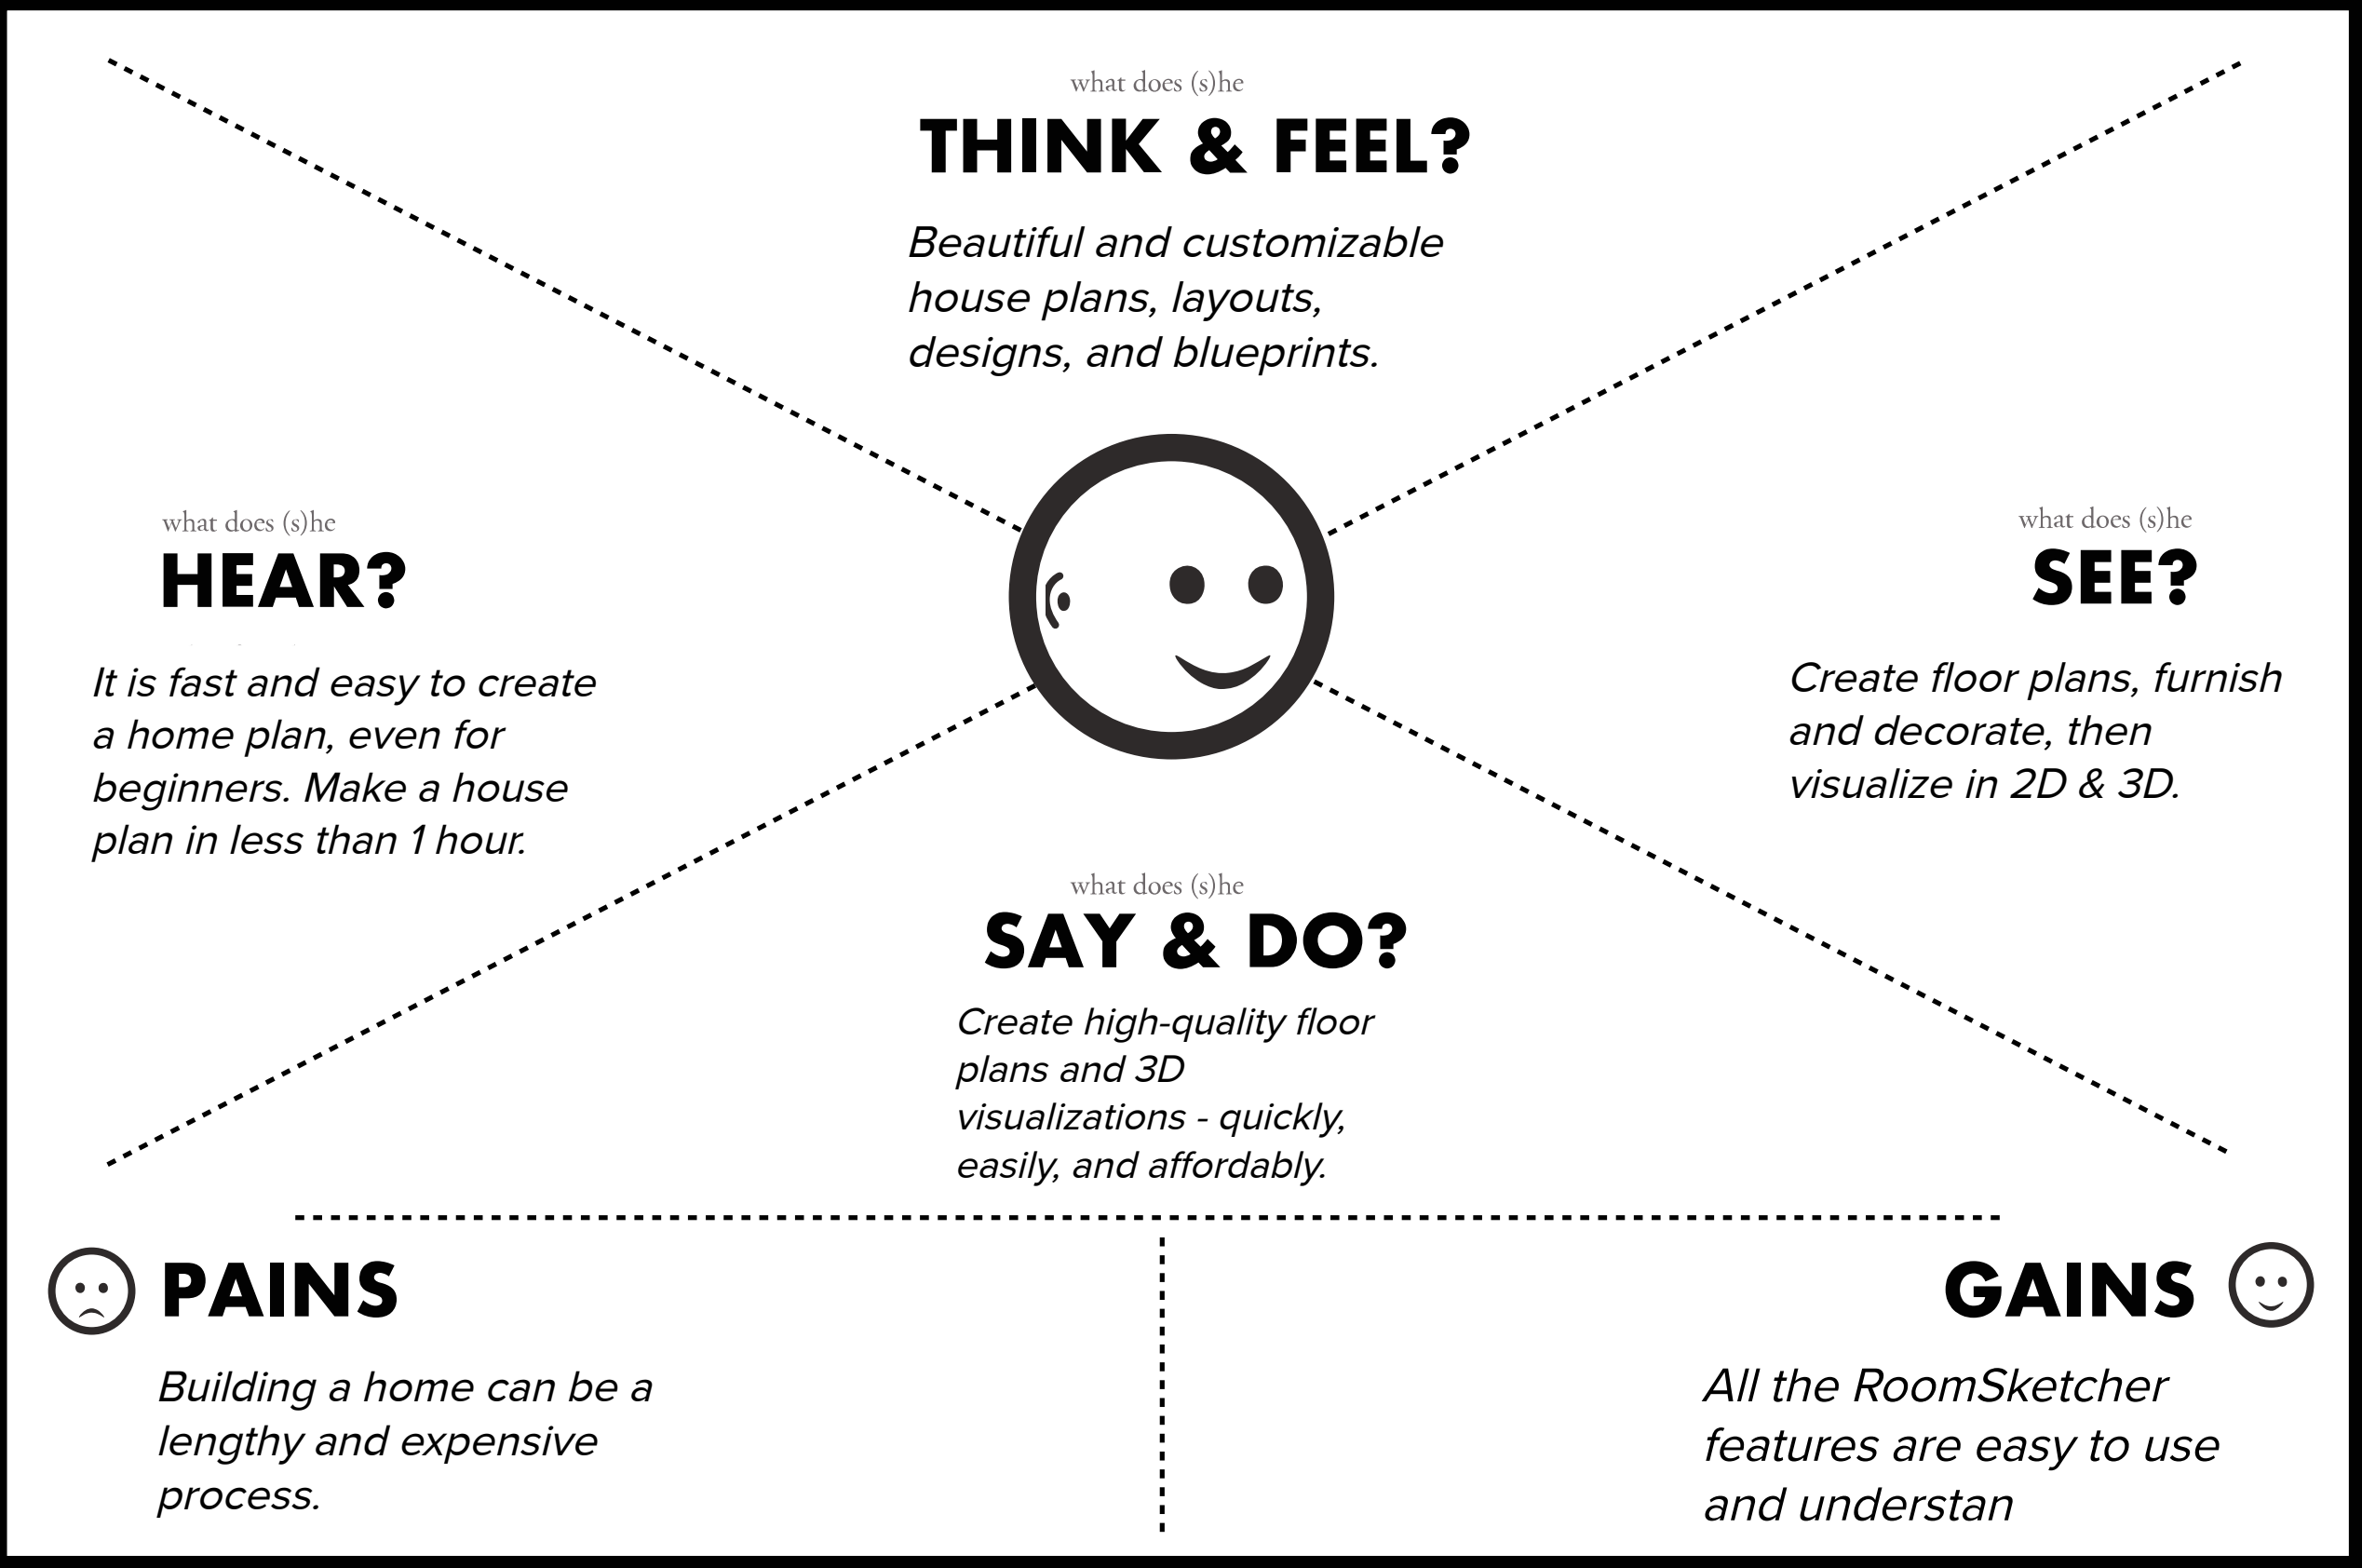 what does (s)he
THINK & FEEL?
Beautiful and customizable
house plans, layouts,
designs, and blueprints.
what does (s)he
HEAR?
It is fast and easy to create
a home plan, even for
beginners. Make a house
plan in less than 1 hour.
what does (s)he
SEE?
Create floor plans, furnish
and decorate, then
visualize in 2D & 3D.
what does (s)he
SAY & DO?
Create high-quality floor
plans and 3D
visualizations - quickly,
easily, and affordably.
PAINS
Building a home can be a
lengthy and expensive
process.
GAINS
All the RoomSketcher
features are easy to use
and understan